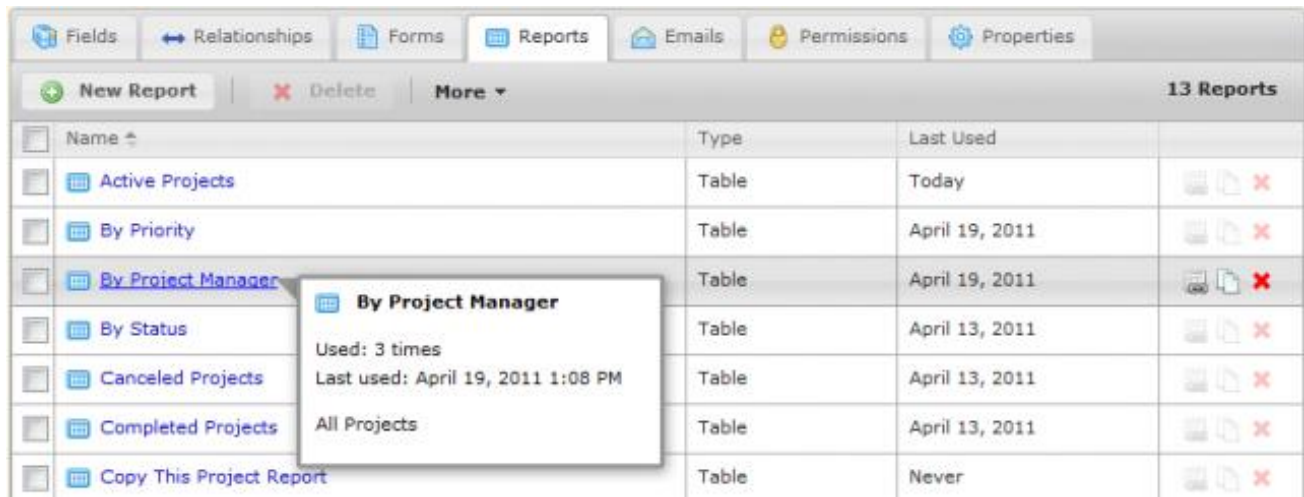 Fields Relationships Forms Reports Emails Permissions Properties
New Report Delete More 13 Reports
Name Type Last Used
Active Projects Table Today
By Priority Table April 19, 2011
By Project Manager Table April 19, 2011
By Project Manager
By Status Table April 13, 2011
Used: 3 times
Last used: April 19, 2011 1:08 PM
Canceled Projects Table April 13, 2011
All Projects
Completed Projects Table April 13, 2011
Copy This Project Report Table Never